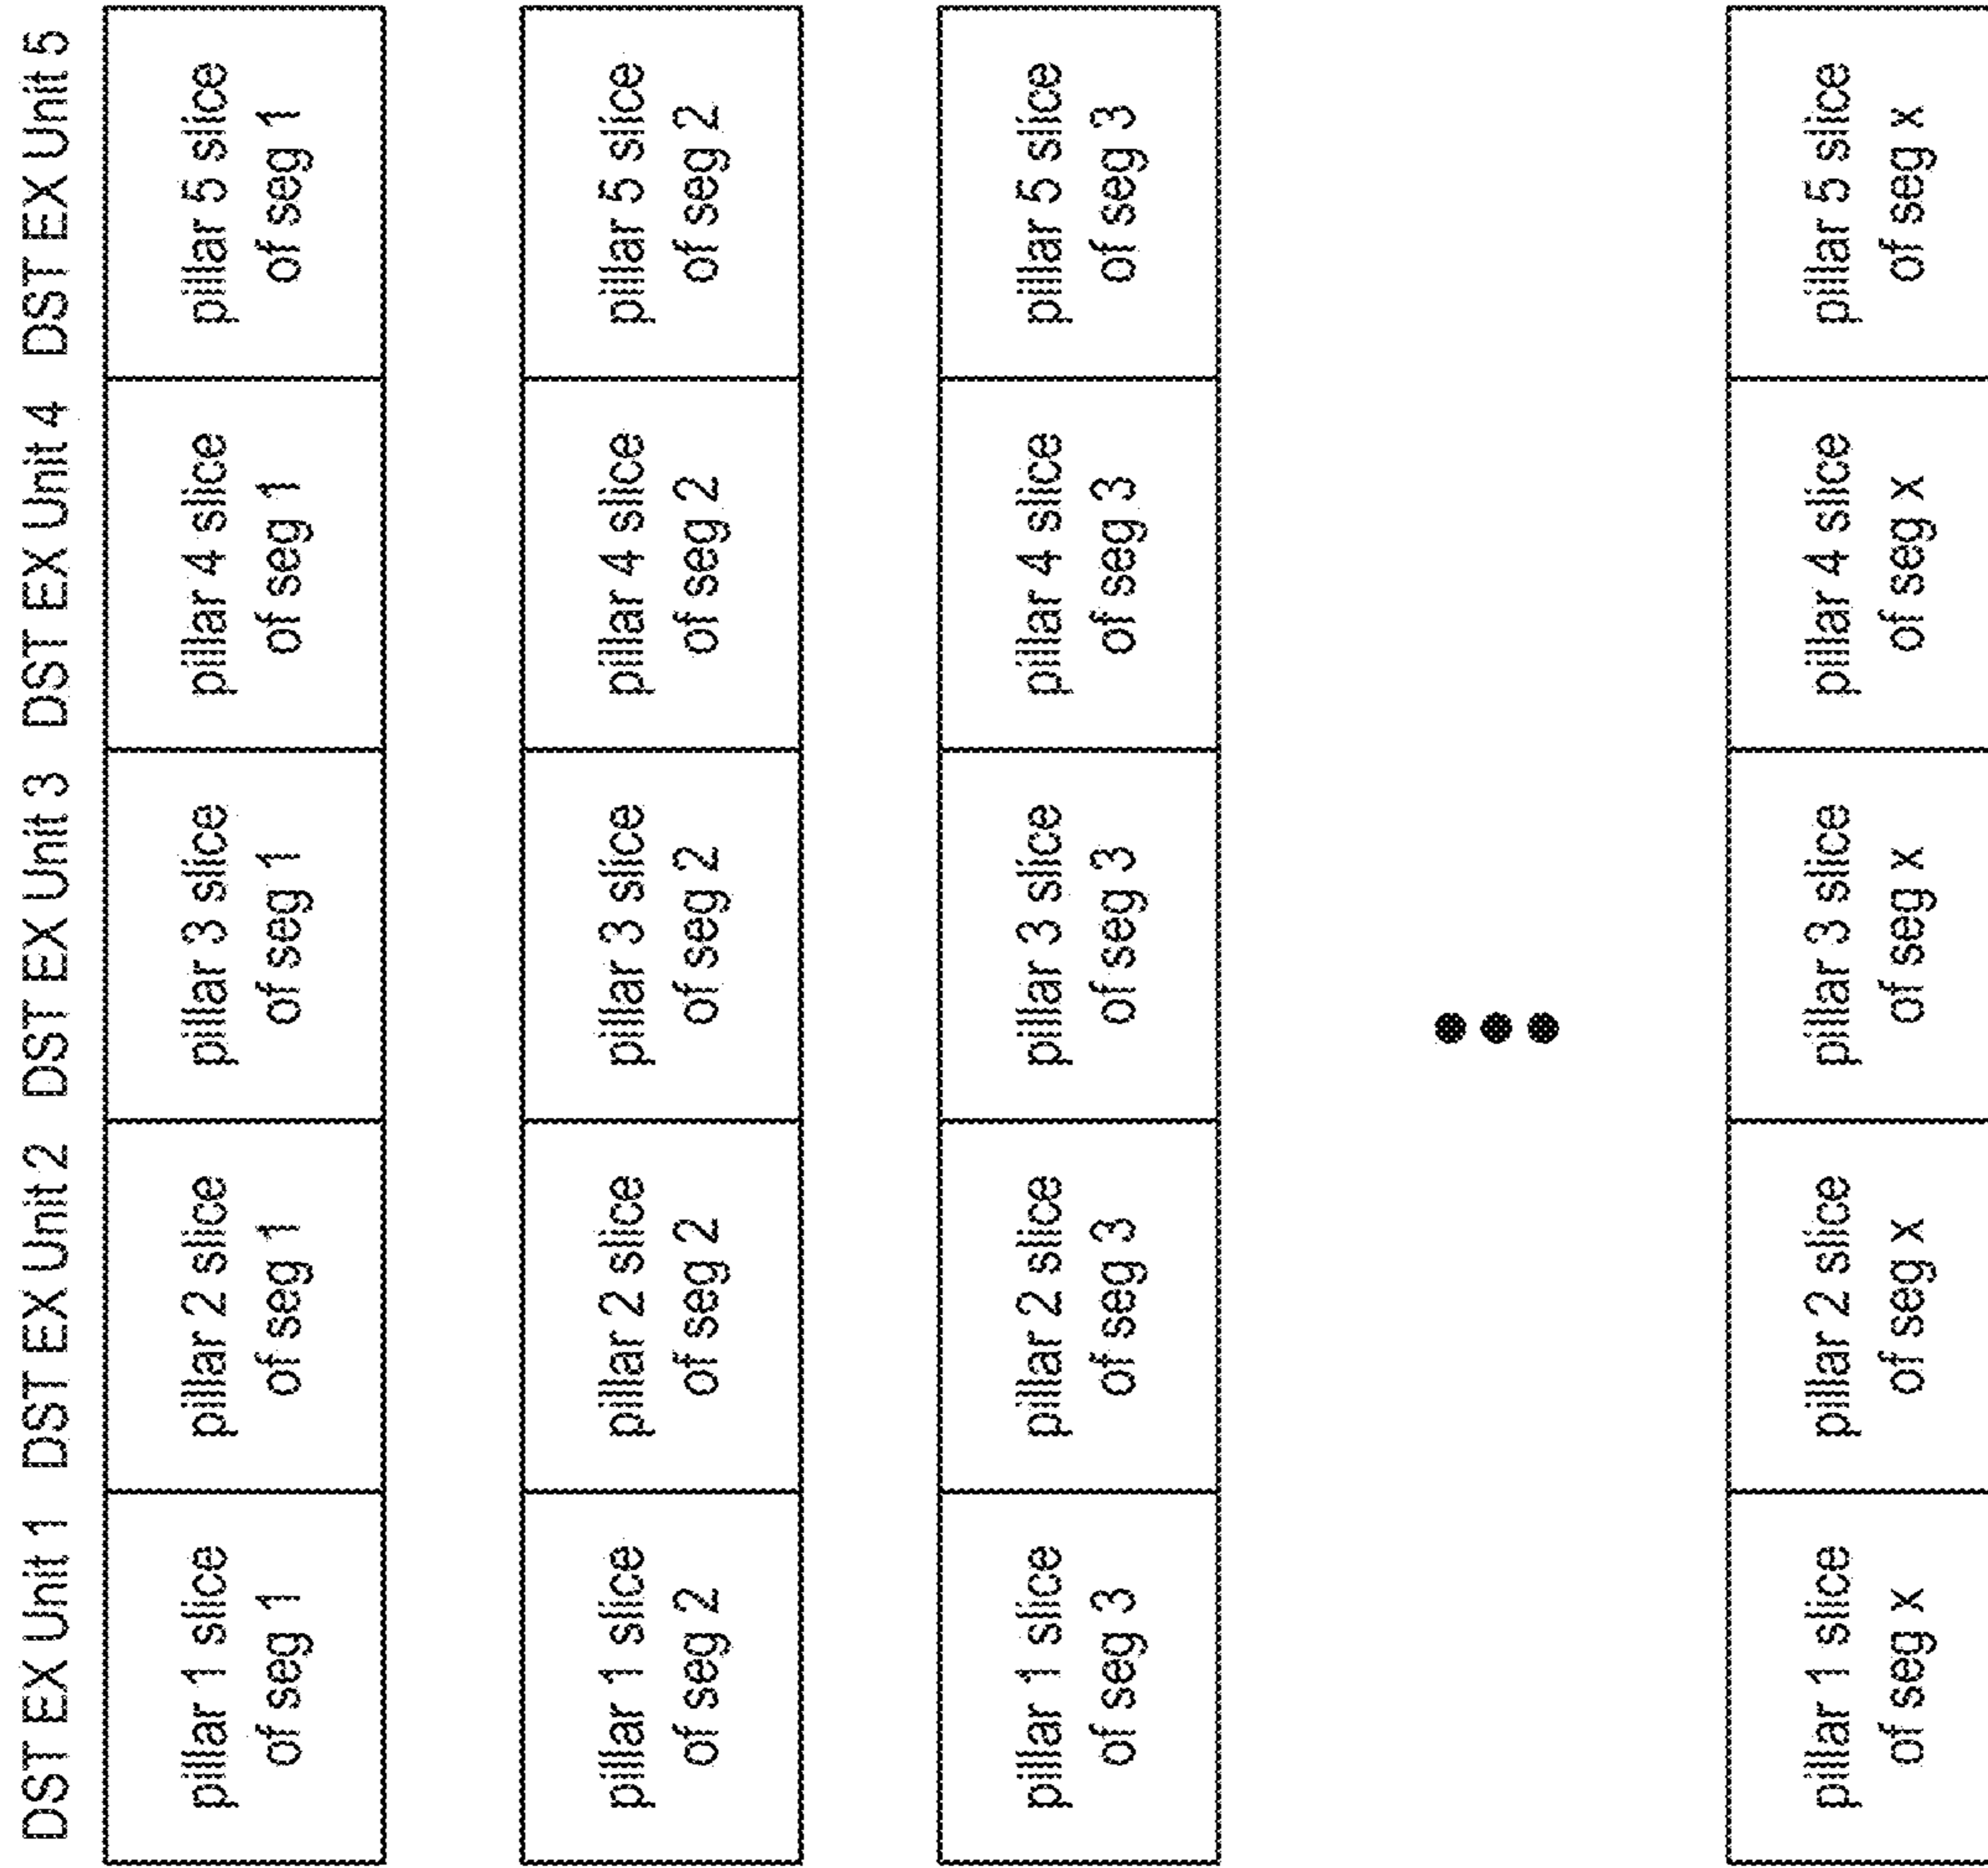 DST EX Unit 1 DST EX Unit 2 DST EX Unit 3 DST EX Unit 4 DST EX Unit 5
pillar 1 slice
of seg 1
pillar 2 slice
of seg 1
pillar 3 slice
of seg 1
pillar 4 slice
of seg 1
pillar 5 slice
of seg 1
pillar 1 slice
of seg 2
pillar 2 slice
of seg 2
pillar 3 slice
of seg 2
pillar 4 slice
of seg 2
pillar 5 slice
of seg 2
pillar 1 slice
of seg 3
pillar 2 slice
of seg 3
pillar 3 slice
of seg 3
pillar 4 slice
of seg 3
pillar 5 slice
of seg 3
pillar 1 slice
of seg x
pillar 2 slice
of seg x
pillar 3 slice
of seg x
pillar 4 slice
of seg x
pillar 5 slice
of seg x